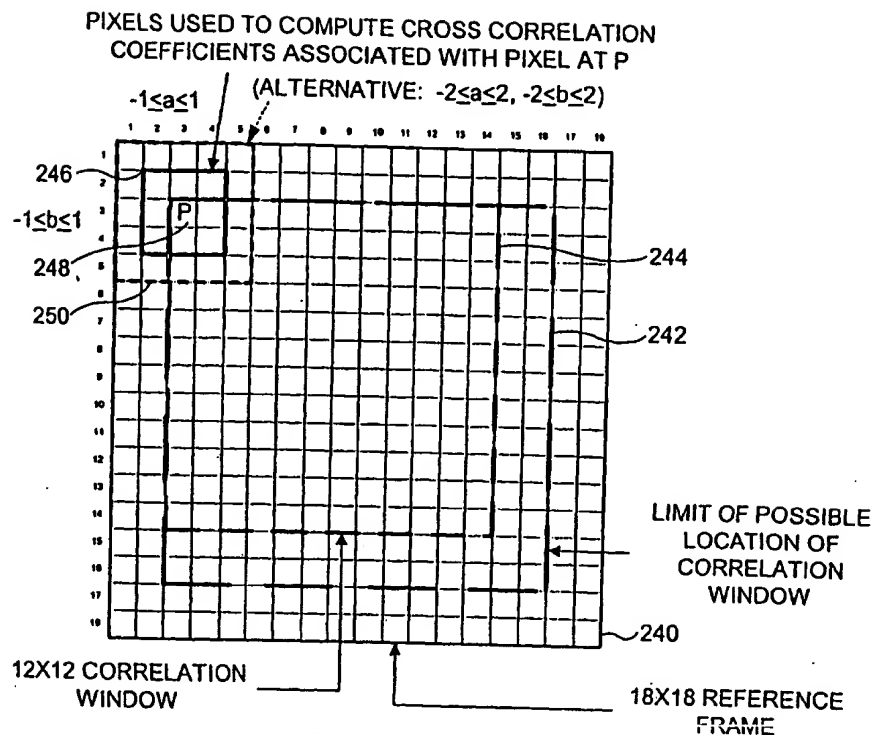 PIXELS USED TO COMPUTE CROSS CORRELATION
COEFFICIENTS ASSOCIATED WITH PIXEL AT P
(ALTERNATIVE: -2≤a≤2, -2≤b≤2)
-1≤a≤1
1 2 3 4 5 6 7 8 9 10 11 12 13 14 15 16 17 18
1
246
2
-1≤b≤1
3
P
4
248
244
5
250
6
7
242
8
9
10
11
12
13
14
15
16
17
18
LIMIT OF POSSIBLE
LOCATION OF
CORRELATION
WINDOW
240
12X12 CORRELATION
WINDOW
18X18 REFERENCE
FRAME